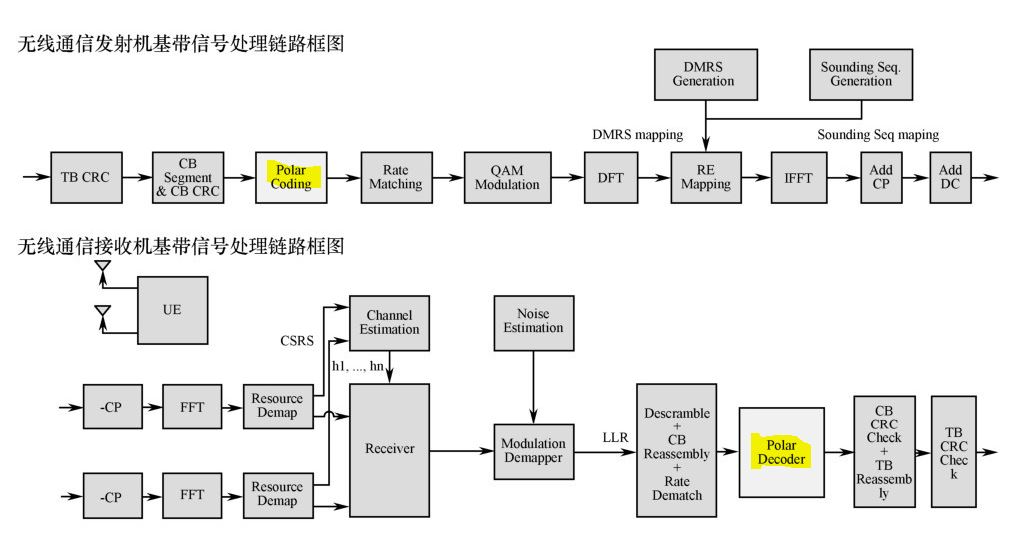 无线通信发射机基带信号处理链路框图
DMRS
Generation
Sounding Seq.
Generation
DMRS mapping
Sounding Seq maping
TB CRC
CB
Segment
& CB CRC
Polar
Coding
Rate
Matching
QAM
Modulation
DFT
RE
Mapping
IFFT
Add
CP
Add
DC
无线通信接收机基带信号处理链路框图
UE
CSRS
Channel
Estimation
Noise
Estimation
h1, ..., hn
-CP
FFT
Resource
Demap
Receiver
Modulation
Demapper
LLR
Descramble
+
CB
Reassembly
+
Rate
Dematch
Polar
Decoder
CB
CRC
Check
+
TB
Reassemb
ly
TB
CRC
Chec
k
-CP
FFT
Resource
Demap